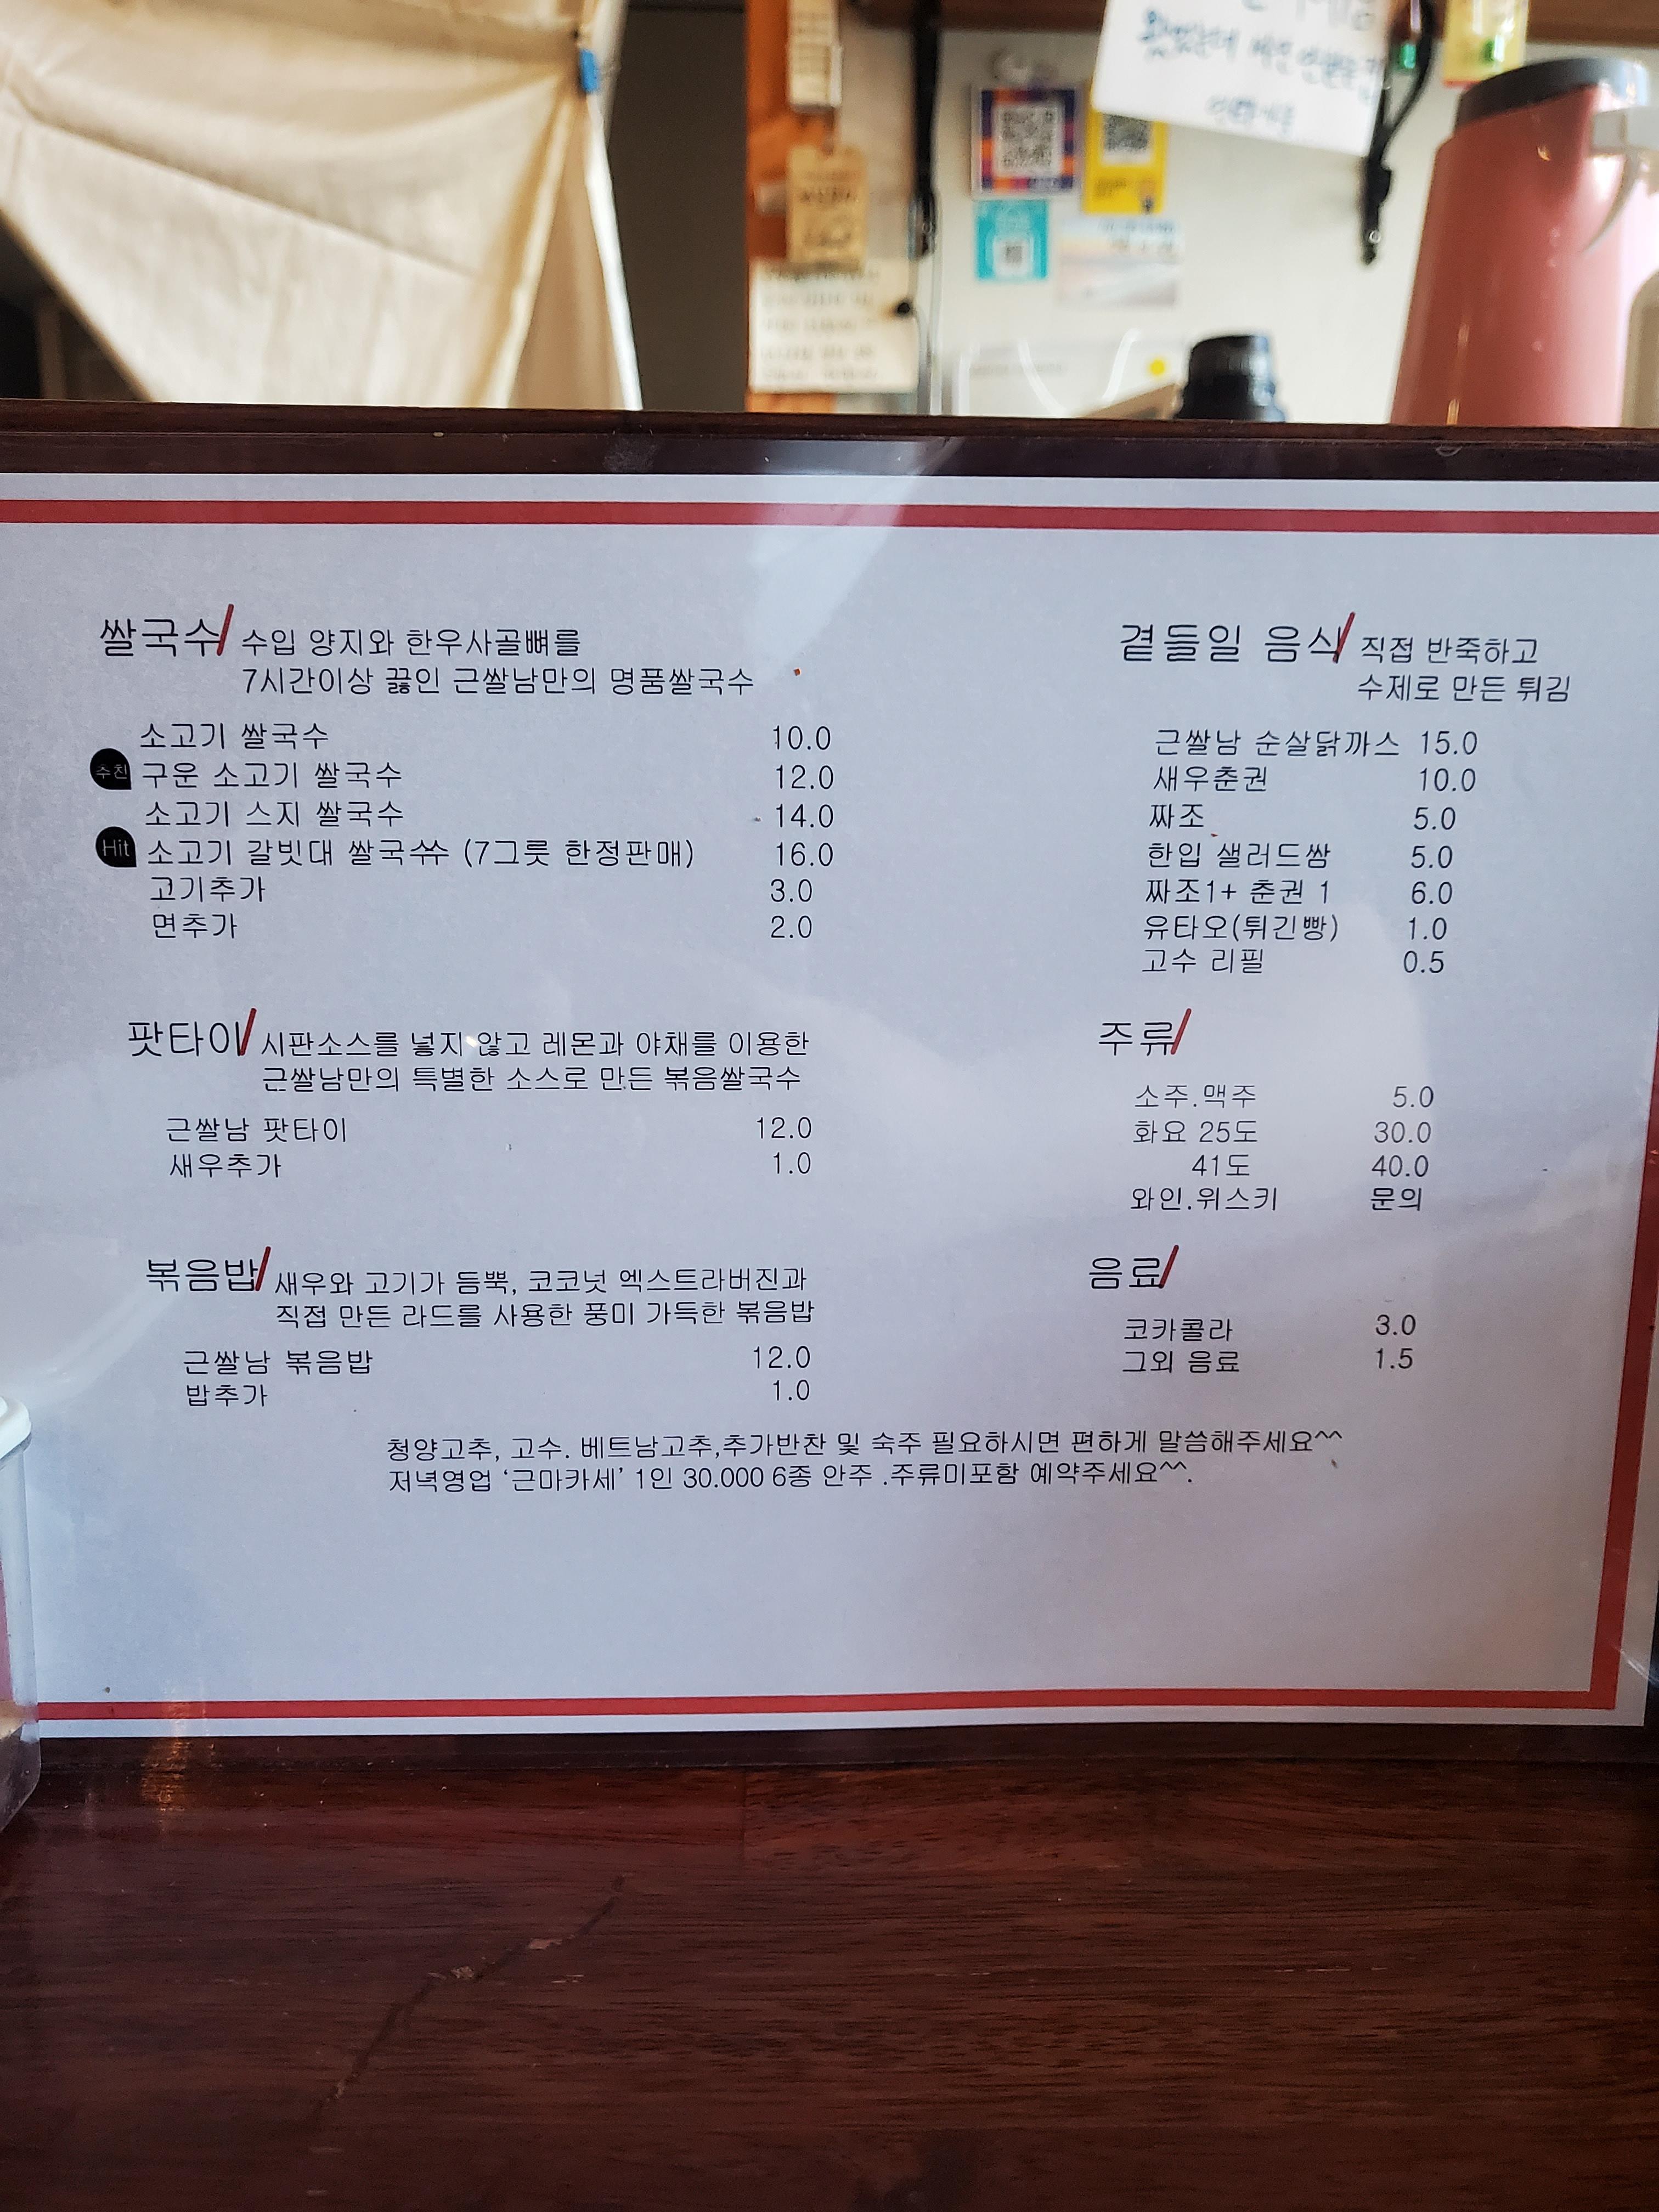 쌀국수/ 수입 양지와 한우사골뼈를
7시간이상 끓인 근쌀남만의 명품쌀국수
소고기 쌀국수 10.0
추천 구운 소고기 쌀국수 12.0
소고기 스지 쌀국수 14.0
Hit 소고기 갈빗대 쌀국수 (7그릇 한정판매) 16.0
고기추가 3.0
면추가 2.0
팟타이/ 시판소스를 넣지 않고 레몬과 야채를 이용한
근쌀남만의 특별한 소스로 만든 볶음쌀국수
근쌀남 팟타이 12.0
새우추가 1.0
볶음밥/ 새우와 고기가 듬뿍, 코코넛 엑스트라버진과
직접 만든 라드를 사용한 풍미 가득한 볶음밥
근쌀남 볶음밥 12.0
밥추가 1.0
곁들일 음식/ 직접 반죽하고
수제로 만든 튀김
근쌀남 순살닭까스 15.0
새우춘권 10.0
짜조 5.0
한입 샐러드쌈 5.0
짜조1+ 춘권 1 6.0
유타오(튀긴빵) 1.0
고수 리필 0.5
주류/
소주.맥주 5.0
화요 25도 30.0
41도 40.0
와인.위스키 문의
음료/
코카콜라 3.0
그외 음료 1.5
청양고추, 고수. 베트남고추,추가반찬 및 숙주 필요하시면 편하게 말씀해주세요^^
저녁영업 '근마카세' 1인 30.000 6종 안주 .주류미포함 예약주세요^^.